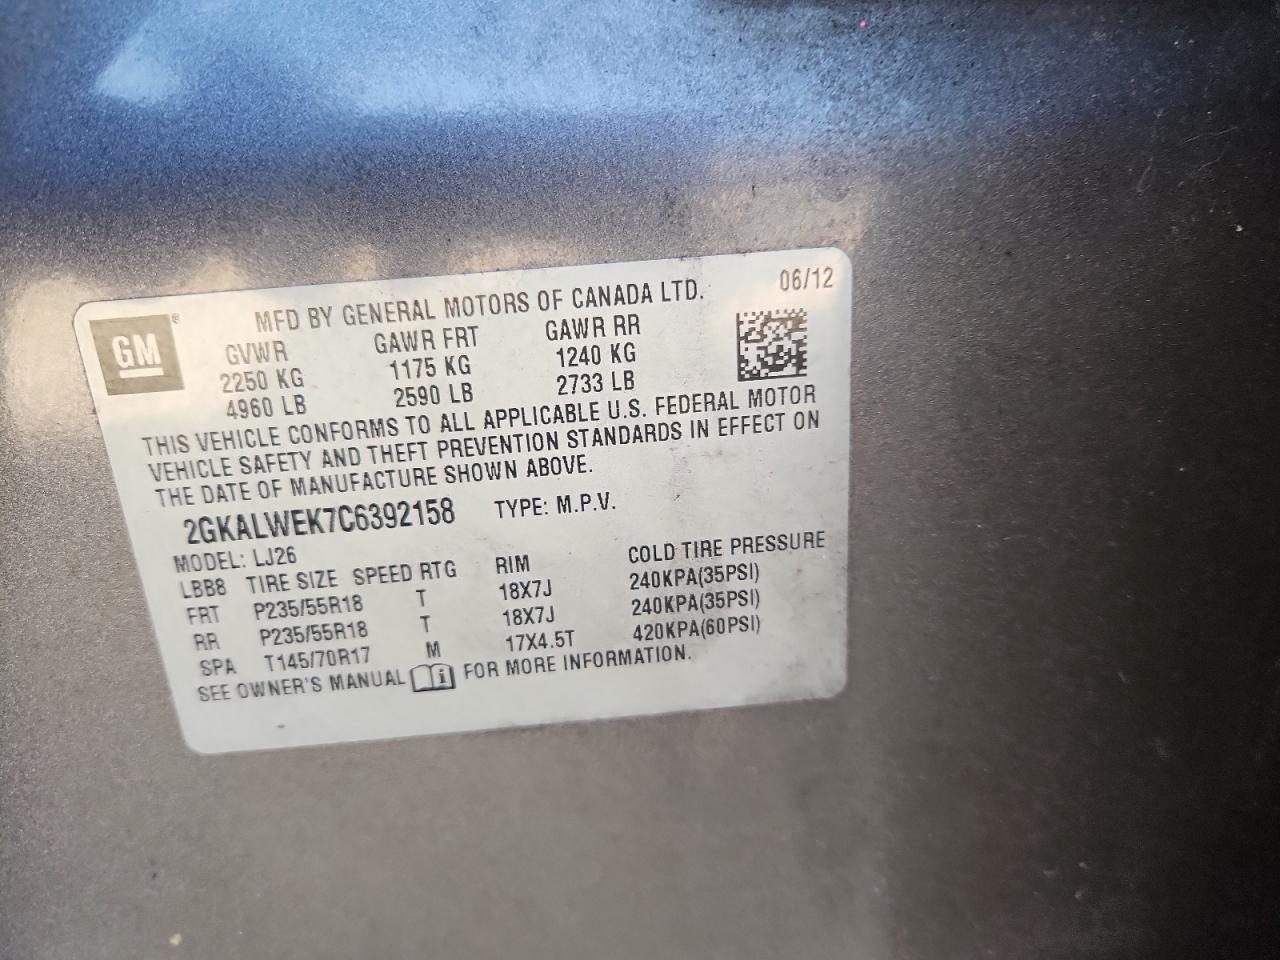 MFD BY GENERAL MOTORS OF CANADA LTD. 06/12
GM ®
GVWR GAWR FRT GAWR RR
2250 KG 1175 KG 1240 KG
4960 LB 2590 LB 2733 LB
THIS VEHICLE CONFORMS TO ALL APPLICABLE U.S. FEDERAL MOTOR
VEHICLE SAFETY AND THEFT PREVENTION STANDARDS IN EFFECT ON
THE DATE OF MANUFACTURE SHOWN ABOVE.
2GKALWEK7C6392158 TYPE: M.P.V.
MODEL: LJ26
LBB8 TIRE SIZE SPEED RTG RIM COLD TIRE PRESSURE
FRT P235/55R18 T 18X7J 240KPA(35PSI)
RR P235/55R18 T 18X7J 240KPA(35PSI)
SPA T145/70R17 M 17X4.5T 420KPA(60PSI)
SEE OWNER'S MANUAL i FOR MORE INFORMATION.